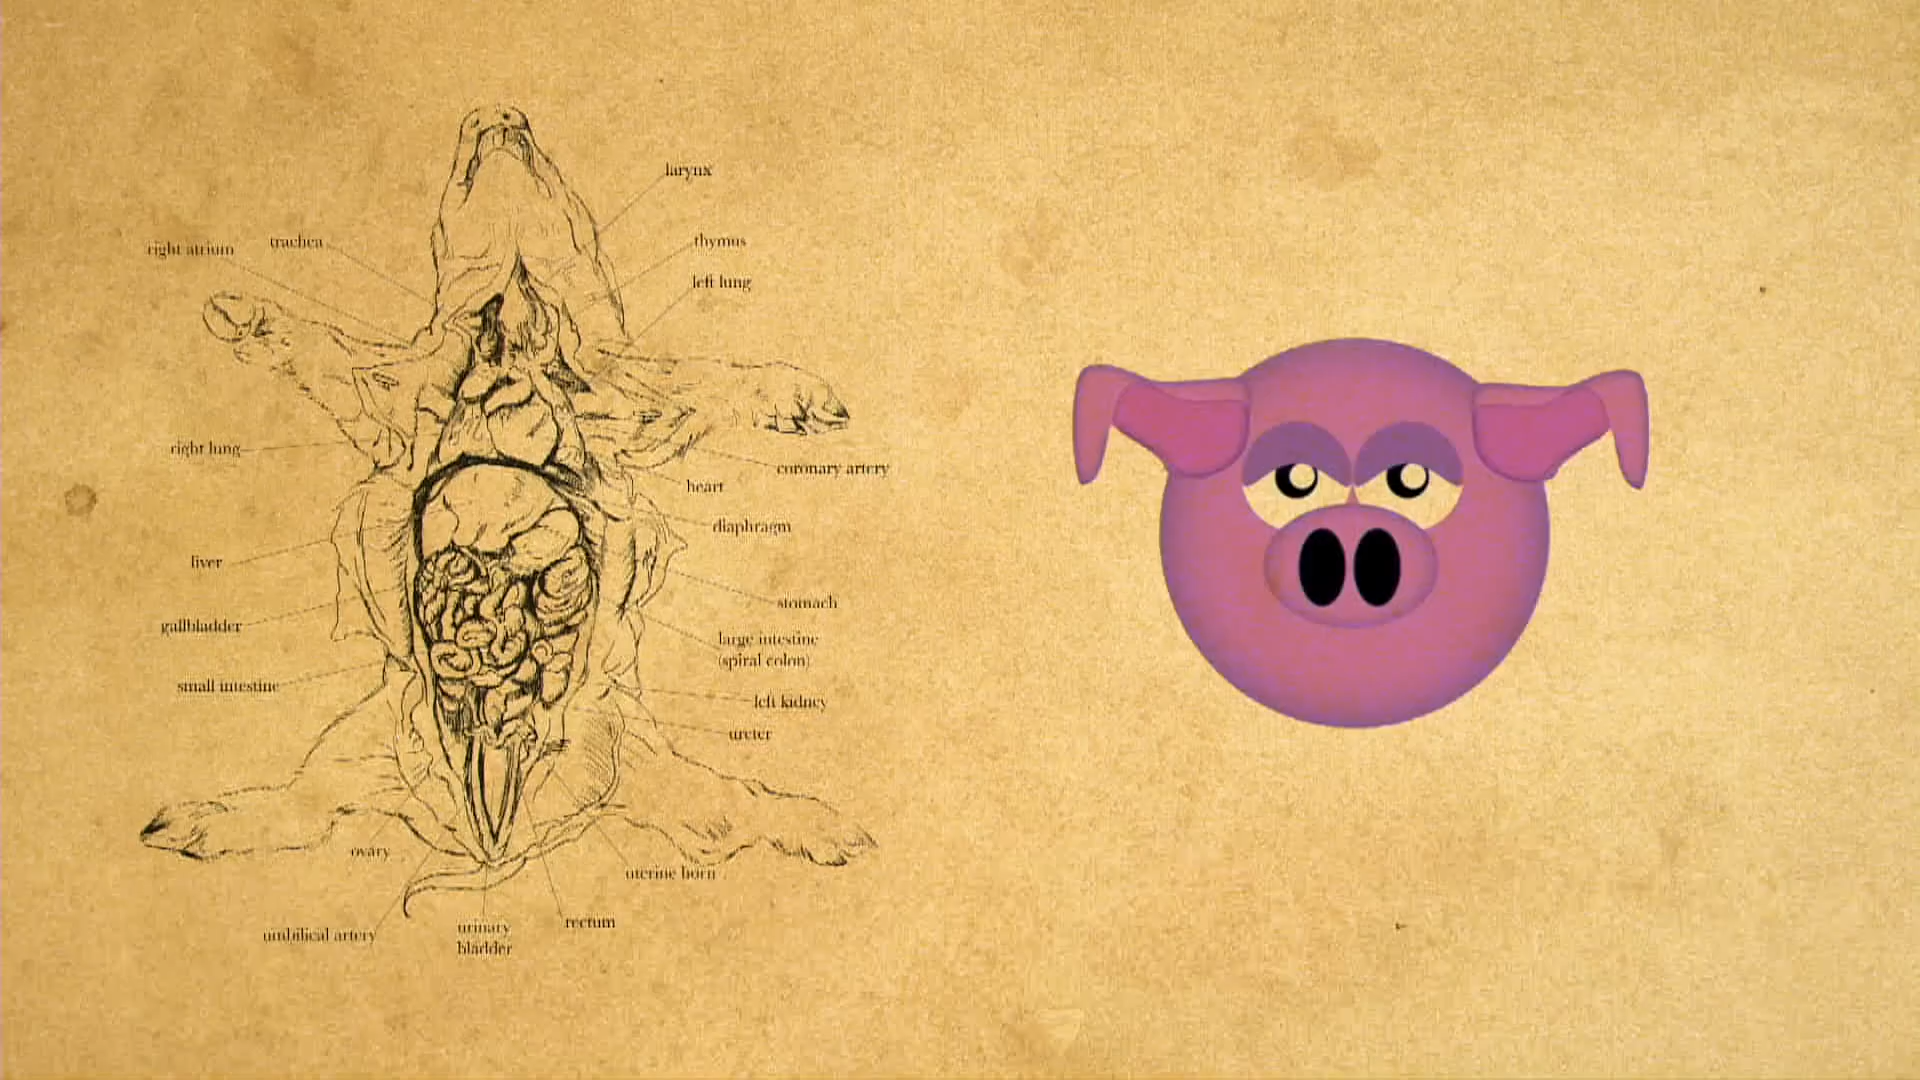 larynx
trachea
right atrium
thymus
left lung
right lung
coronary artery
heart
diaphragm
liver
stomach
gallbladder
large intestine
(spiral colon)
small intestine
left kidney
ureter
ovary
uterine horn
umbilical artery
urinary
bladder
rectum